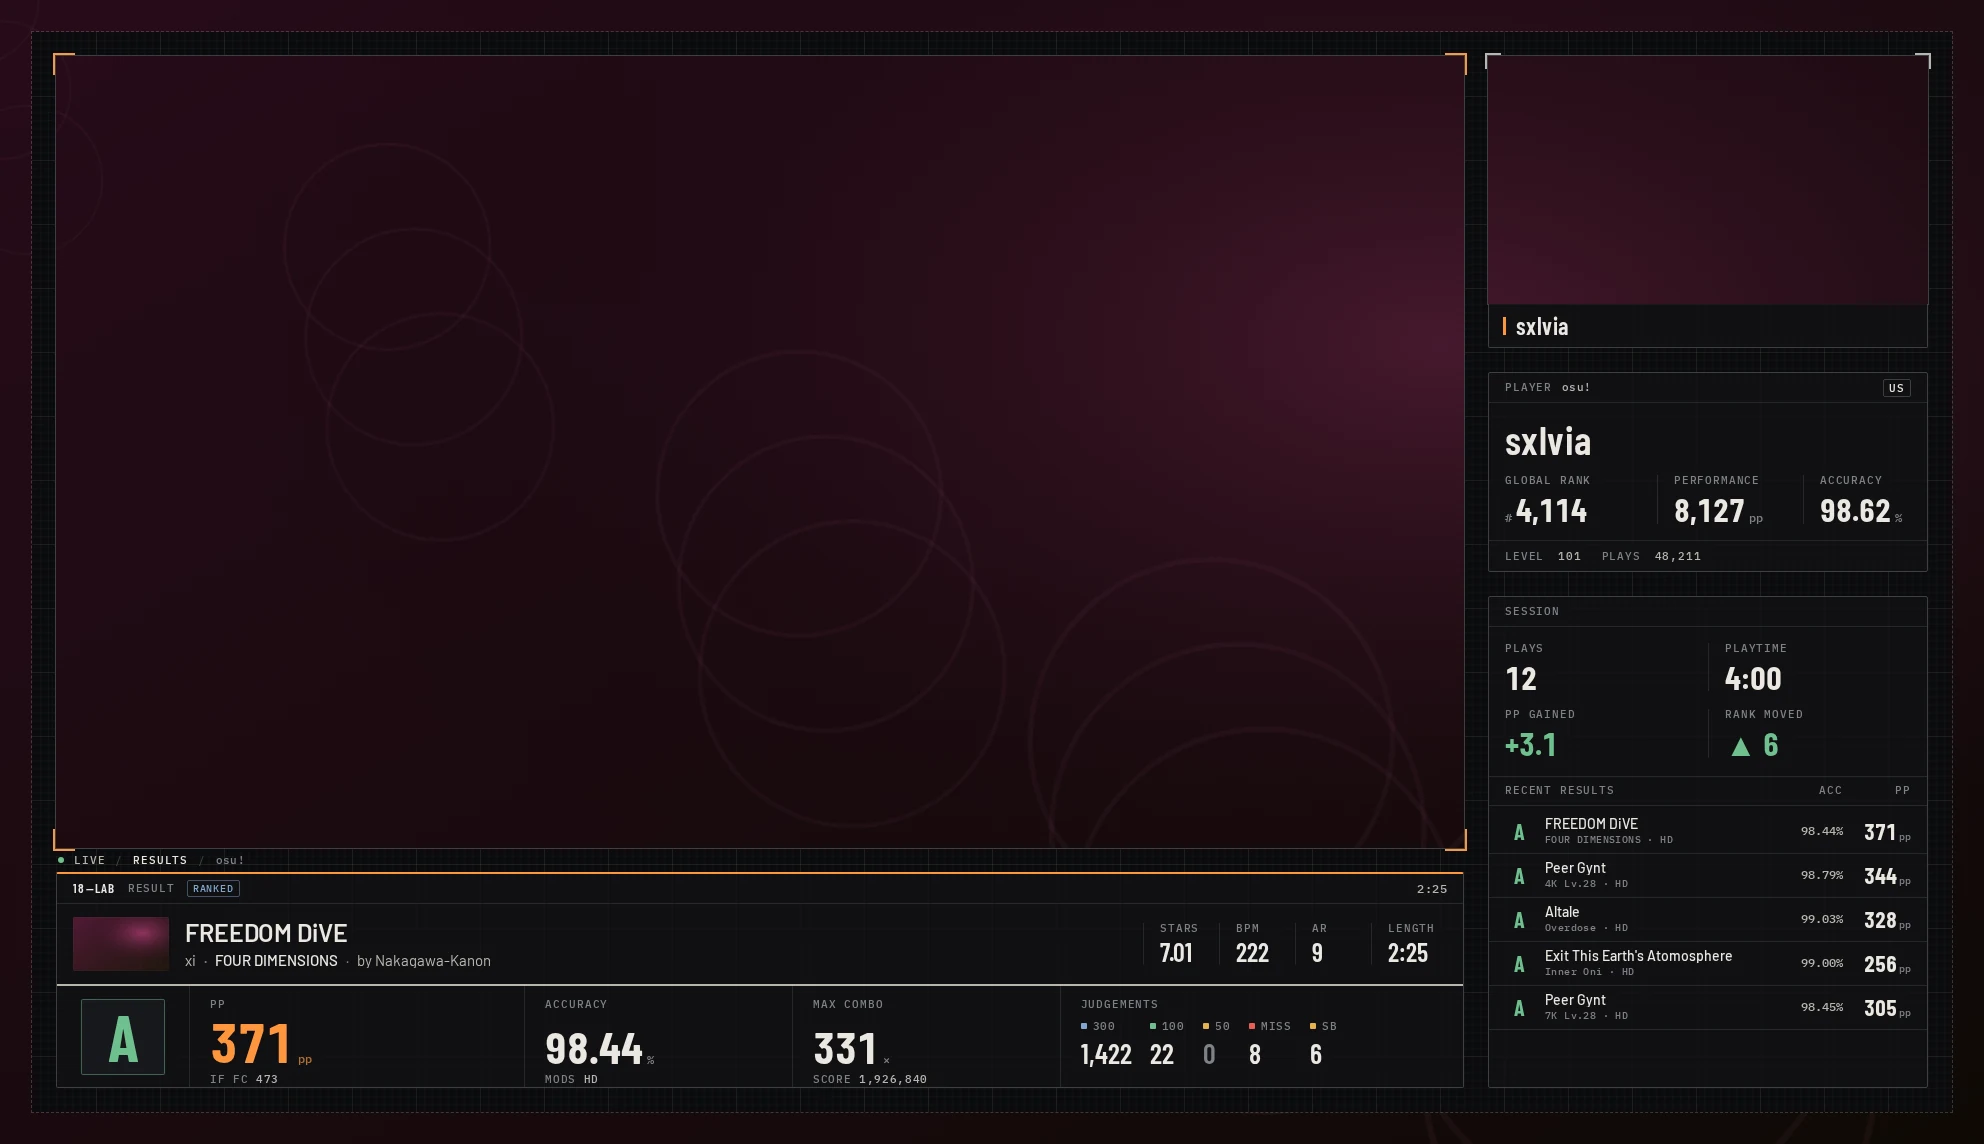 sxlvia
PLAYER osu! US
sxlvia
GLOBAL RANK PERFORMANCE ACCURACY
#4,114 8,127 pp 98.62 %
LEVEL 101 PLAYS 48,211
SESSION
PLAYS PLAYTIME
12 4:00
PP GAINED RANK MOVED
+3.1 ▲ 6
RECENT RESULTS ACC PP
A FREEDOM DiVE 98.44% 371 pp
FOUR DIMENSIONS · HD
A Peer Gynt 98.79% 344 pp
4K Lv.28 · HD
A Altale 99.03% 328 pp
Overdose · HD
A Exit This Earth's Atomosphere 99.00% 256 pp
Inner Oni · HD
A Peer Gynt 98.45% 305 pp
7K Lv.28 · HD
LIVE / RESULTS / osu!
18—LAB RESULT RANKED 2:25
FREEDOM DiVE
xi · FOUR DIMENSIONS · by Nakagawa-Kanon
STARS BPM AR LENGTH
7.01 222 9 2:25
A
PP
371 pp
IF FC 473
ACCURACY
98.44 %
MODS HD
MAX COMBO
331 ×
SCORE 1,926,840
JUDGEMENTS
300 100 50 MISS SB
1,422 22 0 8 6